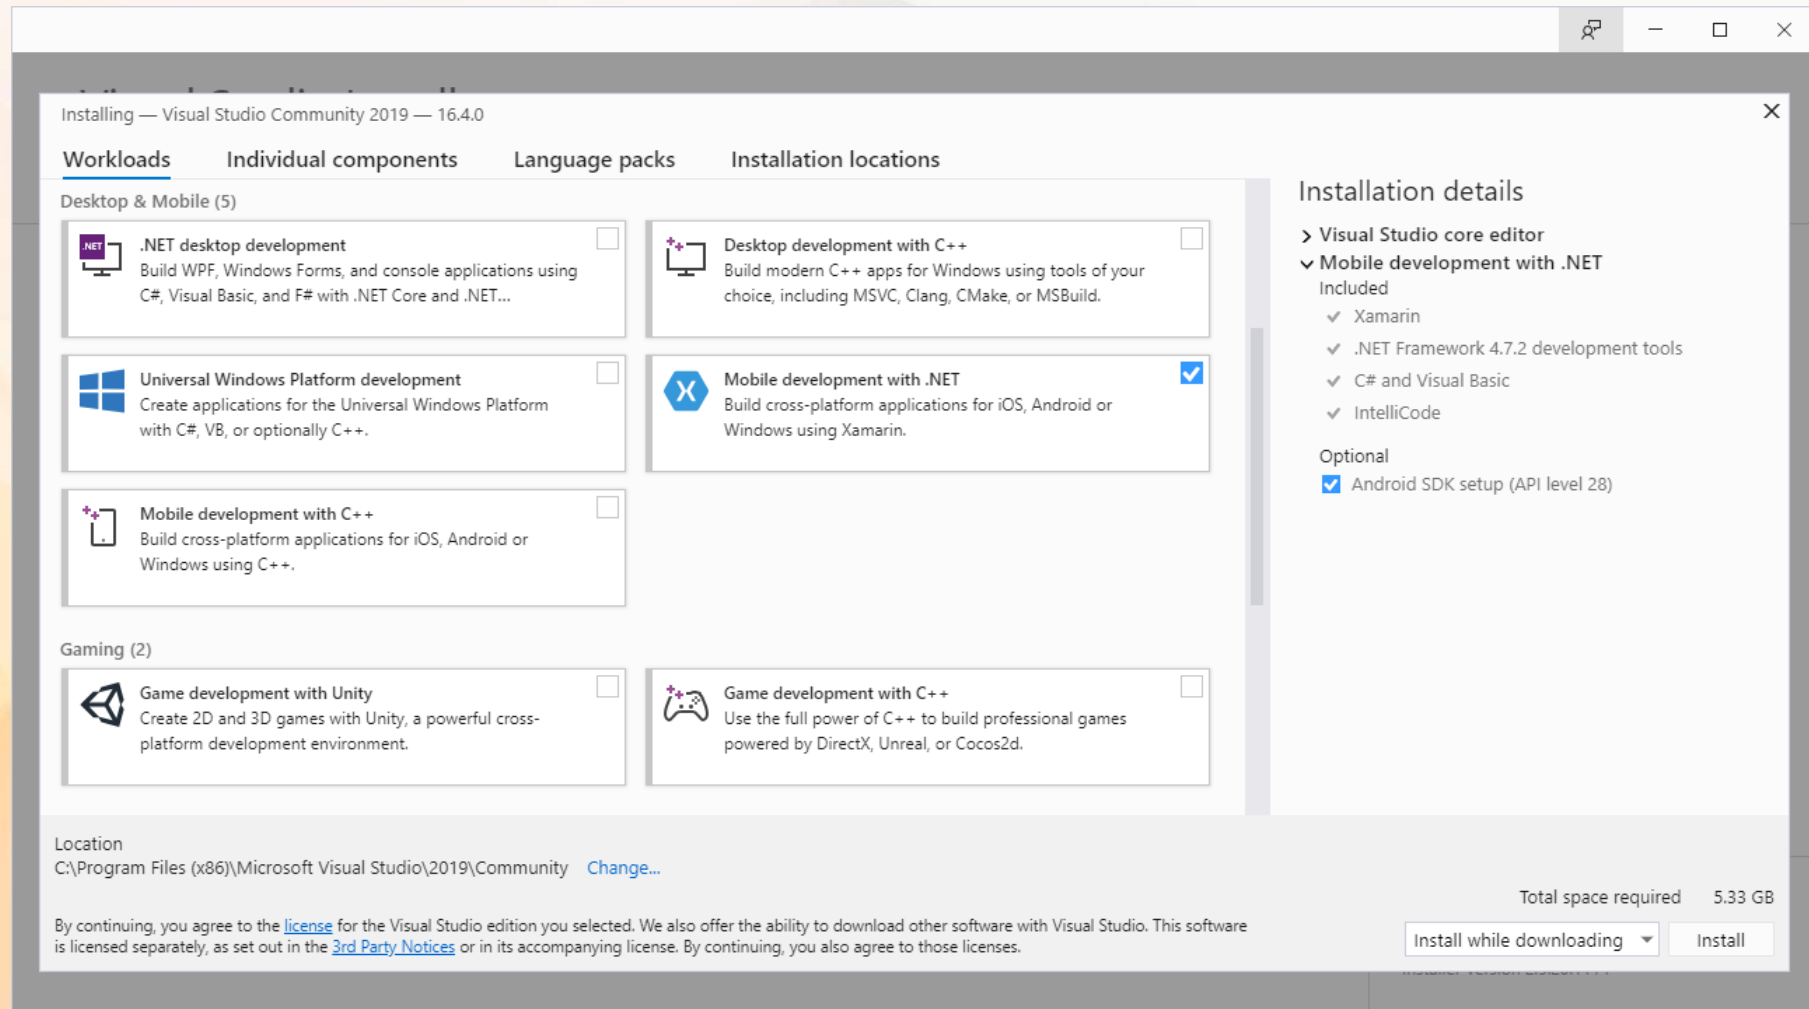 Installing — Visual Studio Community 2019 — 16.4.0
Workloads
Individual components
Language packs
Installation locations
Desktop & Mobile (5)
.NET
.NET desktop development
Build WPF, Windows Forms, and console applications using
C#, Visual Basic, and F# with .NET Core and .NET...
Desktop development with C++
Build modern C++ apps for Windows using tools of your
choice, including MSVC, Clang, CMake, or MSBuild.
Universal Windows Platform development
Create applications for the Universal Windows Platform
with C#, VB, or optionally C++.
Mobile development with .NET
Build cross-platform applications for iOS, Android or
Windows using Xamarin.
Mobile development with C++
Build cross-platform applications for iOS, Android or
Windows using C++.
Gaming (2)
Game development with Unity
Create 2D and 3D games with Unity, a powerful cross-
platform development environment.
Game development with C++
Use the full power of C++ to build professional games
powered by DirectX, Unreal, or Cocos2d.
Installation details
Visual Studio core editor
Mobile development with .NET
Included
Xamarin
.NET Framework 4.7.2 development tools
C# and Visual Basic
IntelliCode
Optional
Android SDK setup (API level 28)
Location
C:\Program Files (x86)\Microsoft Visual Studio\2019\Community Change...
Total space required 5.33 GB
By continuing, you agree to the license for the Visual Studio edition you selected. We also offer the ability to download other software with Visual Studio. This software
is licensed separately, as set out in the 3rd Party Notices or in its accompanying license. By continuing, you also agree to those licenses.
Install while downloading
Install